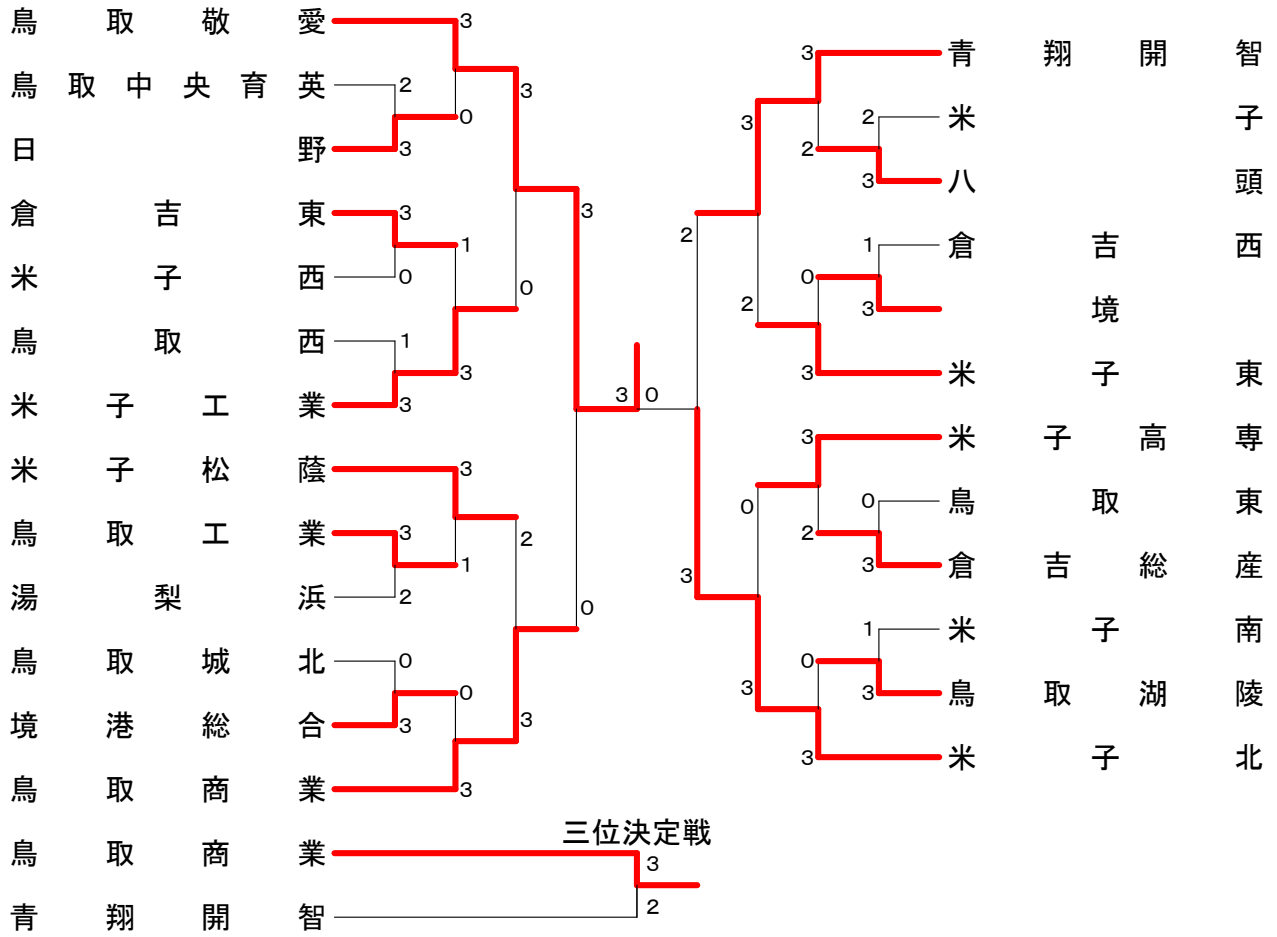 鳥取敬愛 3
鳥取中央育英 2
3
0
日野 3
倉吉東 3
1
米子西 0
0
鳥取西 1
3
米子工業 3
3
米子松蔭 3
鳥取工業 3
2
1
湯梨浜 2
0
鳥取城北 0
0
境港総合 3
3
鳥取商業 3
3 0
3 青翔開智
2 米子
3
2
3 八頭
2
1 倉吉西
0
3 境
2
3 米子東
3 米子高専
0 鳥取東
0
2
3 倉吉総産
3
1 米子南
0
3 鳥取湖陵
3
3 米子北
三位決定戦
鳥取商業 3
青翔開智 2